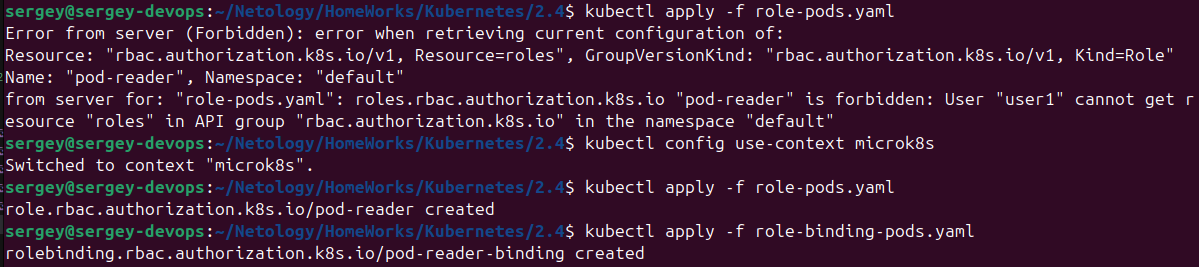 sergey@sergey-devops:~/Netology/HomeWorks/Kubernetes/2.4$ kubectl apply -f role-pods.yaml
Error from server (Forbidden): error when retrieving current configuration of:
Resource: "rbac.authorization.k8s.io/v1, Resource=roles", GroupVersionKind: "rbac.authorization.k8s.io/v1, Kind=Role"
Name: "pod-reader", Namespace: "default"
from server for: "role-pods.yaml": roles.rbac.authorization.k8s.io "pod-reader" is forbidden: User "user1" cannot get r
esource "roles" in API group "rbac.authorization.k8s.io" in the namespace "default"
sergey@sergey-devops:~/Netology/HomeWorks/Kubernetes/2.4$ kubectl config use-context microk8s
Switched to context "microk8s".
sergey@sergey-devops:~/Netology/HomeWorks/Kubernetes/2.4$ kubectl apply -f role-pods.yaml
role.rbac.authorization.k8s.io/pod-reader created
sergey@sergey-devops:~/Netology/HomeWorks/Kubernetes/2.4$ kubectl apply -f role-binding-pods.yaml
rolebinding.rbac.authorization.k8s.io/pod-reader-binding created